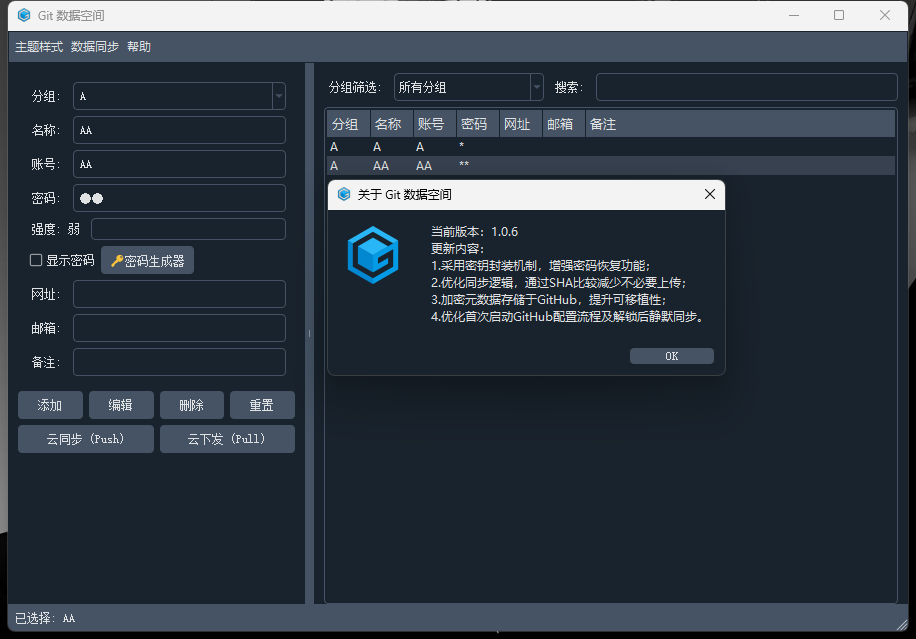 Git 数据空间
主题样式 数据同步 帮助
分组: A
名称: AA
账号: AA
密码: ●●
强度: 弱
显示密码 🔑密码生成器
网址:
邮箱:
备注:
添加 编辑 删除 重置
云同步 (Push) 云下发 (Pull)
分组筛选: 所有分组 搜索:
分组 名称 账号 密码 网址 邮箱 备注
A A A *
A AA AA **
关于 Git 数据空间
当前版本：1.0.6
更新内容：
1.采用密钥封装机制，增强密码恢复功能；
2.优化同步逻辑，通过SHA比较减少不必要上传；
3.加密元数据存储于GitHub，提升可移植性；
4.优化首次启动GitHub配置流程及解锁后静默同步。
OK
已选择: AA